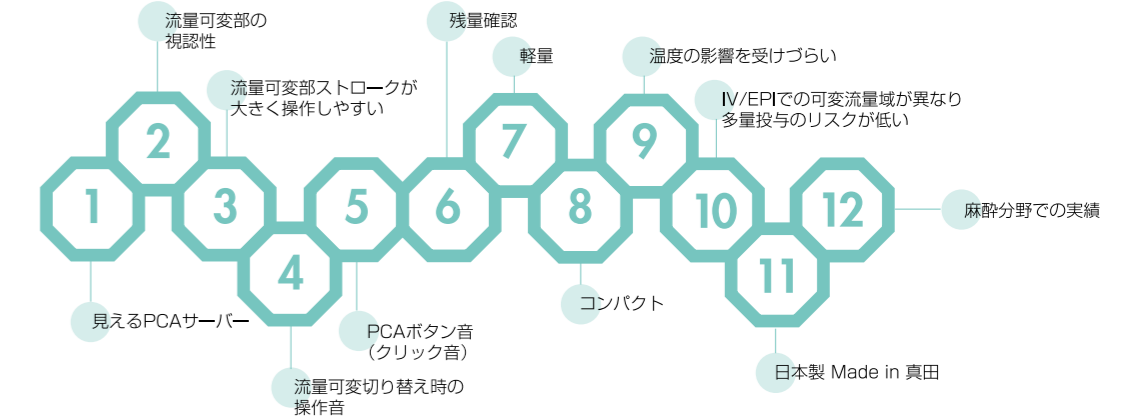 1
見えるPCAサーバー
2
流量可変部の
視認性
3
流量可変部ストロークが
大きく操作しやすい
4
流量可変切り替え時の
操作音
5
PCAボタン音
（クリック音）
6
残量確認
7
軽量
8
コンパクト
9
温度の影響を受けづらい
10
IV/EPIでの可変流量域が異なり
多量投与のリスクが低い
11
日本製 Made in 真田
12
麻酔分野での実績